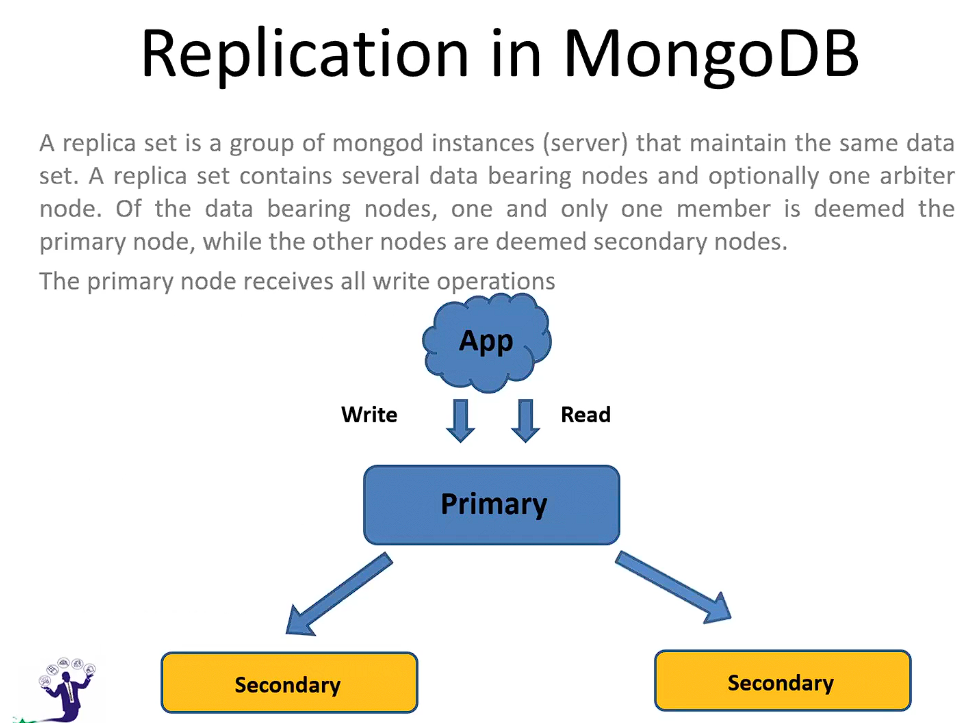 Replication in MongoDB
A replica set is a group of mongod instances (server) that maintain the same data
set. A replica set contains several data bearing nodes and optionally one arbiter
node. Of the data bearing nodes, one and only one member is deemed the
primary node, while the other nodes are deemed secondary nodes.
The primary node receives all write operations
App
Write
Read
Primary
Secondary
Secondary